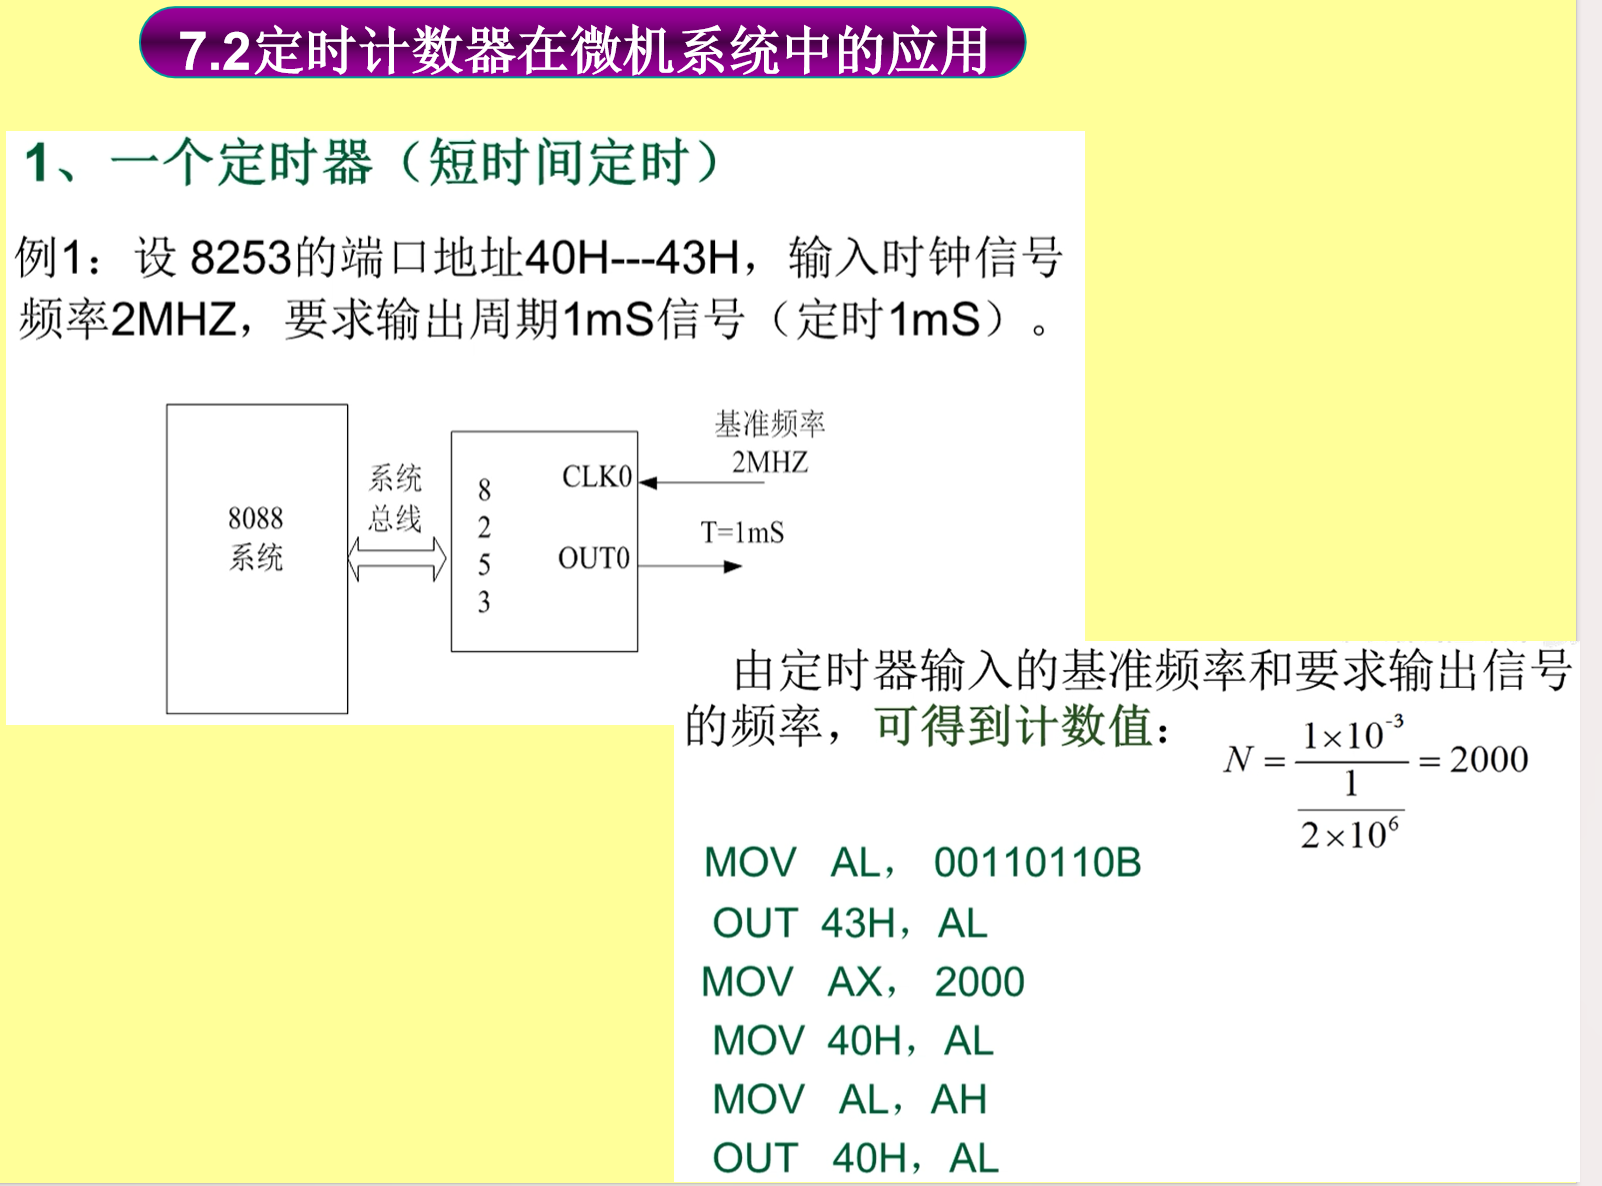 7.2定时计数器在微机系统中的应用
1、一个定时器（短时间定时）
例1：设 8253的端口地址40H---43H，输入时钟信号
频率2MHZ，要求输出周期1mS信号（定时1mS）。
8088
系统
系统
总线
8
2
5
3
CLK0
OUT0
基准频率
2MHZ
T=1mS
由定时器输入的基准频率和要求输出信号
的频率，可得到计数值：
N = \frac{1×10^{-3}}{\frac{1}{2×10^{6}}} = 2000
MOV AL， 00110110B
OUT 43H，AL
MOV AX， 2000
MOV 40H，AL
MOV AL，AH
OUT 40H，AL